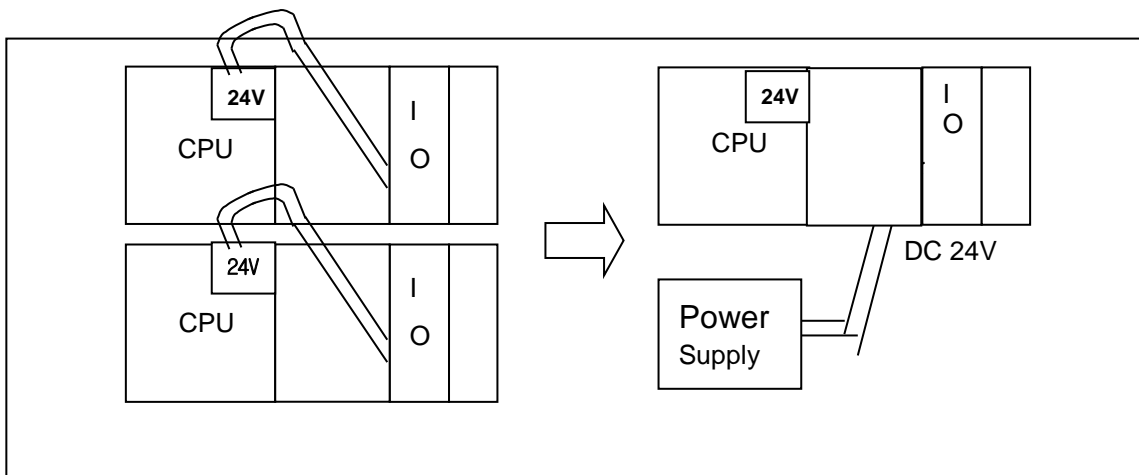 24V
CPU
I
O
24V
CPU
I
O
24V
CPU
I
O
DC 24V
Power
Supply